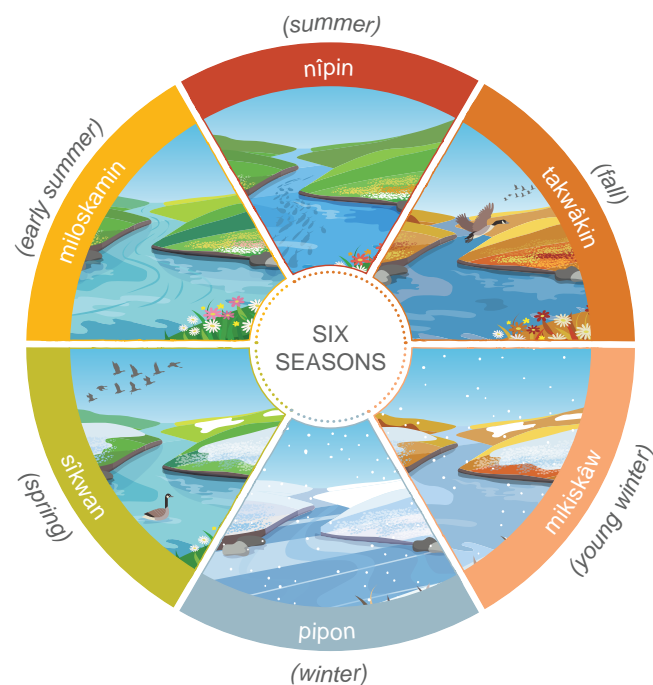 (summer)
nîpin
(fall)
takwâkin
(young winter)
mikiskâw
(winter)
pipon
(spring)
sîkwan
(early summer)
miloskamin
SIX
SEASONS